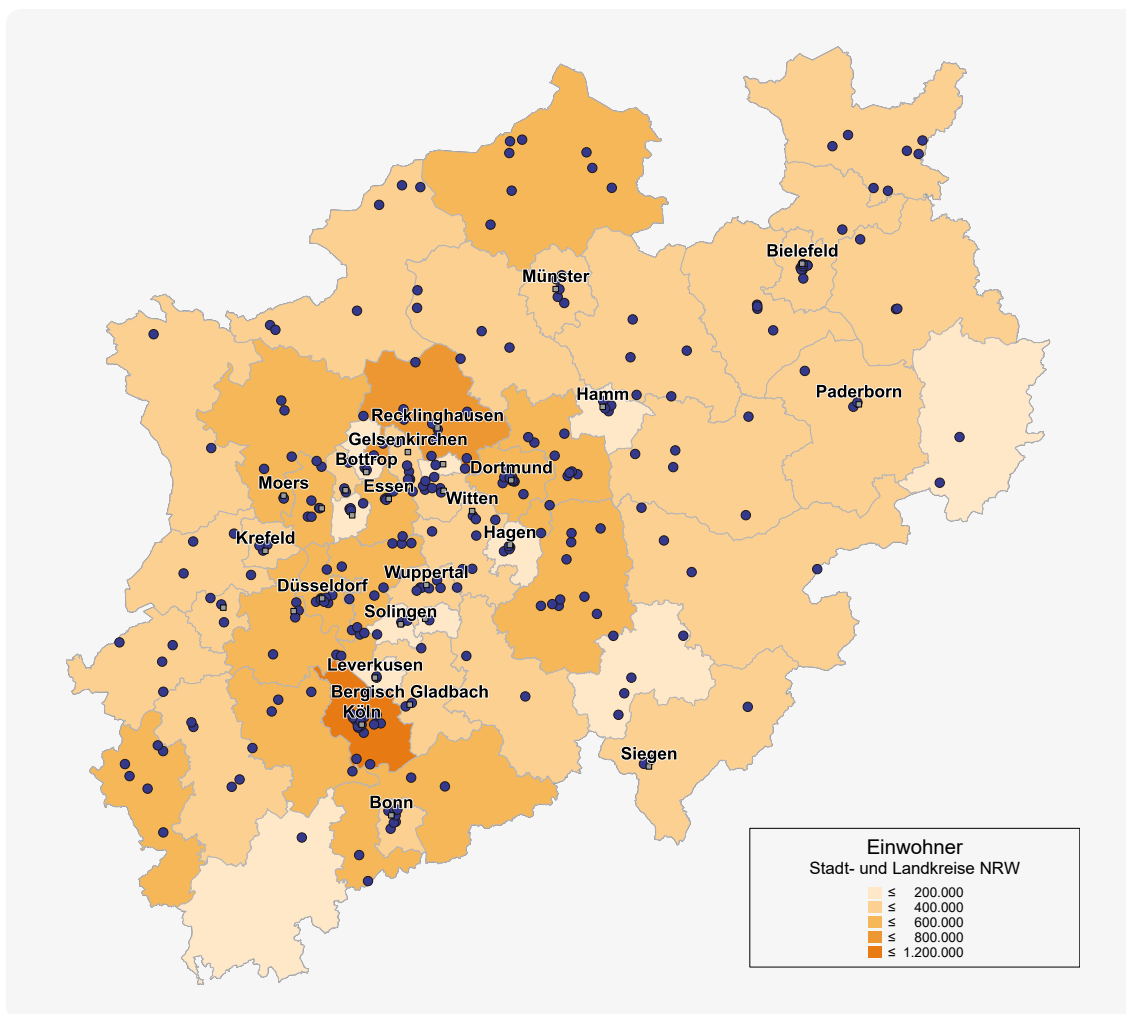 Bielefeld
Münster
Hamm
Paderborn
Recklinghausen
Gelsenkirchen
Bottrop
Dortmund
Moers
Essen
Witten
Krefeld
Hagen
Düsseldorf
Wuppertal
Solingen
Leverkusen
Bergisch Gladbach
Köln
Siegen
Bonn
Einwohner
Stadt- und Landkreise NRW
≤ 200.000
≤ 400.000
≤ 600.000
≤ 800.000
≤ 1.200.000